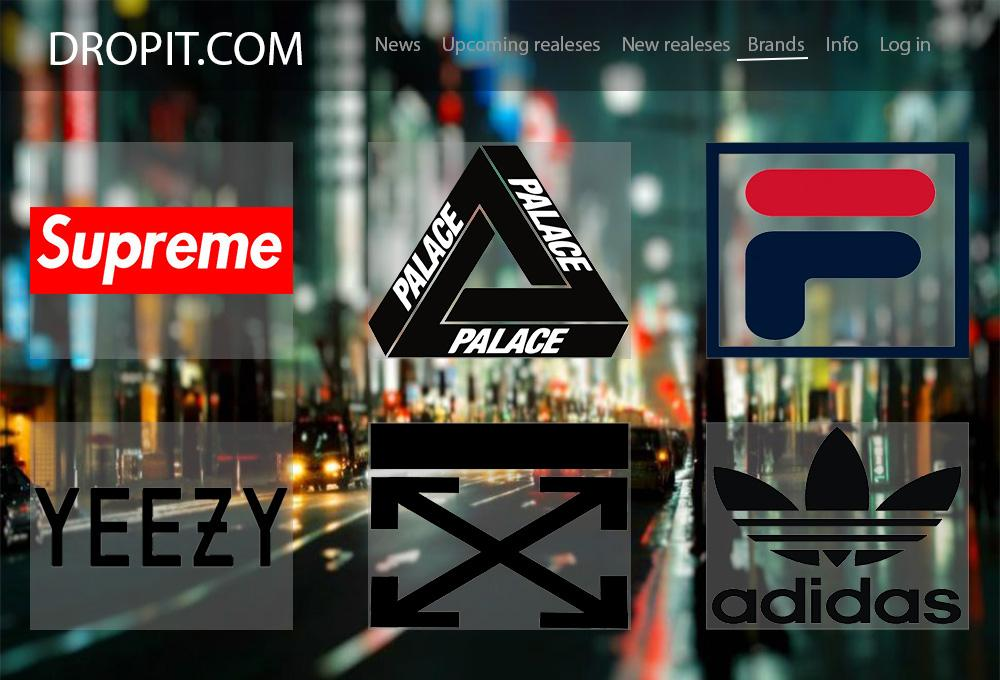 DROPIT.COM
News Upcoming realeses New realeses Brands Info Log in
Supreme
PALACE
PALACE
PALACE
YEEZY
adidas